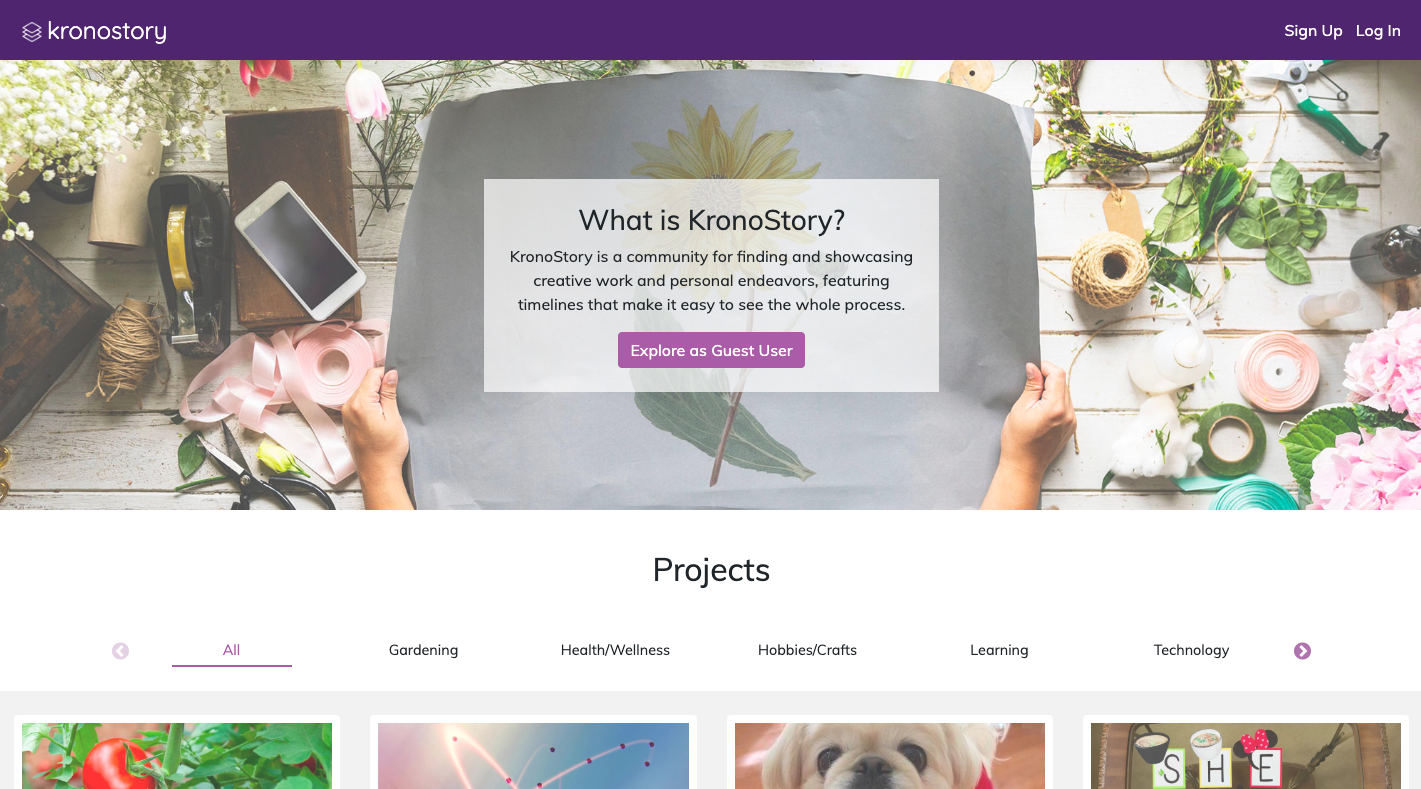 kronostory
Sign Up Log In
What is KronoStory?
KronoStory is a community for finding and showcasing
creative work and personal endeavors, featuring
timelines that make it easy to see the whole process.
Explore as Guest User
Projects
All Gardening Health/Wellness Hobbies/Crafts Learning Technology
S H E